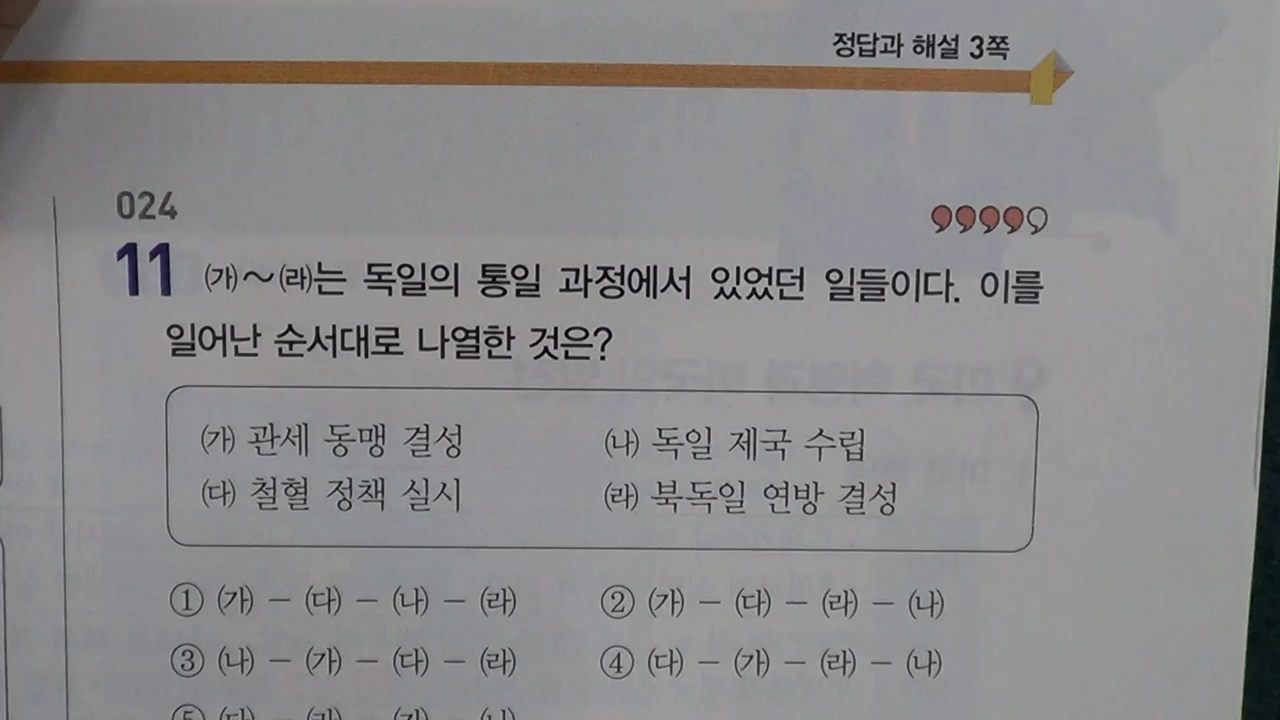 정답과 해설 3쪽
024
11 ㈎~㈑는 독일의 통일 과정에서 있었던 일들이다. 이를
일어난 순서대로 나열한 것은?
㈎ 관세 동맹 결성 ㈏ 독일 제국 수립
㈐ 철혈 정책 실시 ㈑ 북독일 연방 결성
① ㈎ - ㈐ - ㈏ - ㈑ ② ㈎ - ㈐ - ㈑ - ㈏
③ ㈏ - ㈎ - ㈐ - ㈑ ④ ㈐ - ㈎ - ㈑ - ㈏